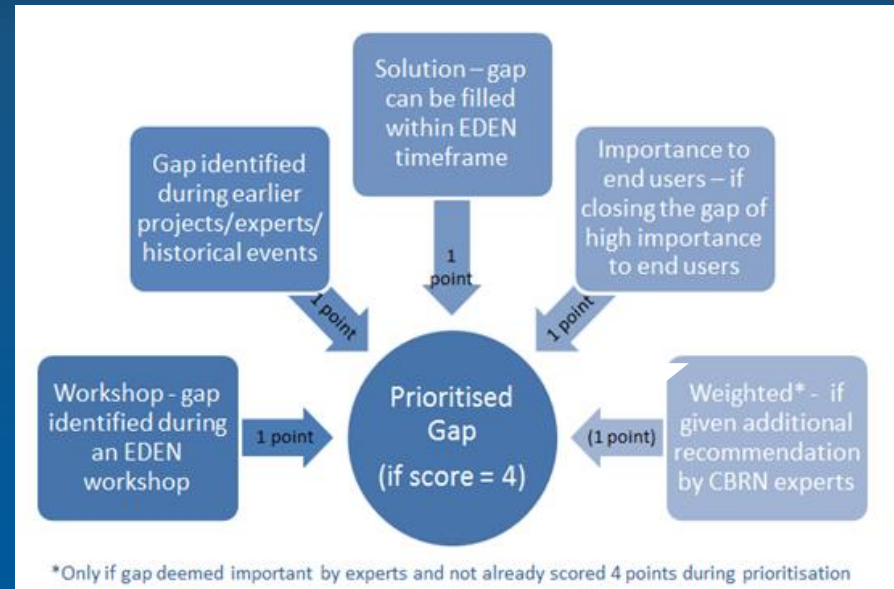 Solution – gap
can be filled
within EDEN
timeframe
Gap identified
during earlier
projects/experts/
historical events
Importance to
end users – if
closing the gap of
high importance
to end users
1
point
1 point
1 point
Workshop - gap
identified during
an EDEN
workshop
1 point
Prioritised
Gap
(if score = 4)
(1 point)
Weighted* - if
given additional
recommendation
by CBRN experts
*Only if gap deemed important by experts and not already scored 4 points during prioritisation